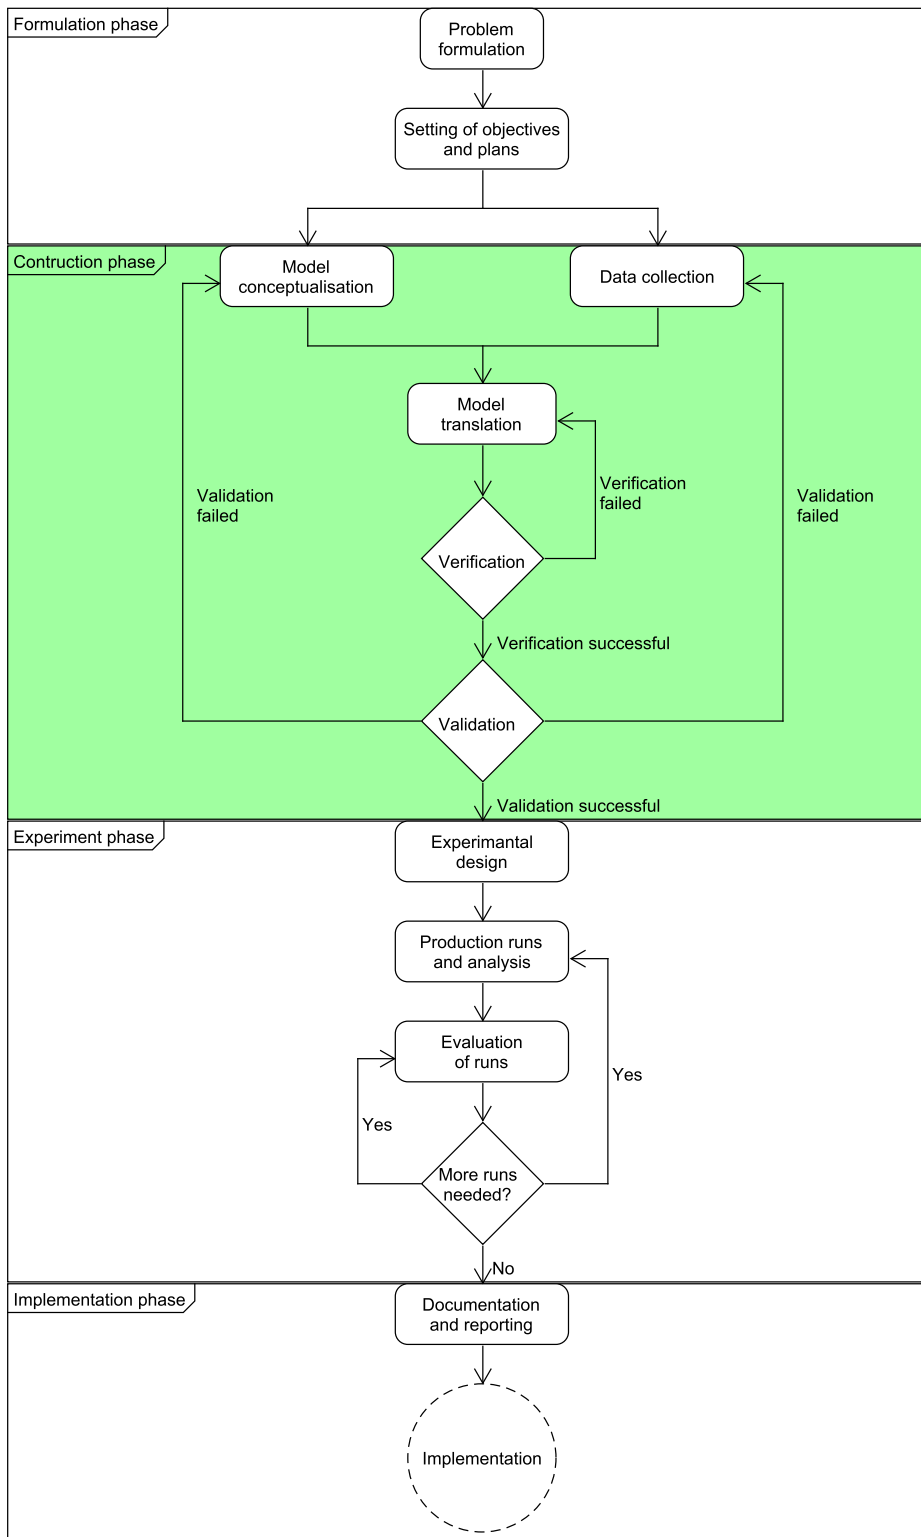 Formulation phase
Problem
formulation
Setting of objectives
and plans
Contruction phase
Model
conceptualisation
Data collection
Model
translation
Validation
failed
Verification
failed
Validation
failed
Verification
Verification successful
Validation
Validation successful
Experiment phase
Experimantal
design
Production runs
and analysis
Evaluation
of runs
Yes
Yes
More runs
needed?
No
Implementation phase
Documentation
and reporting
Implementation